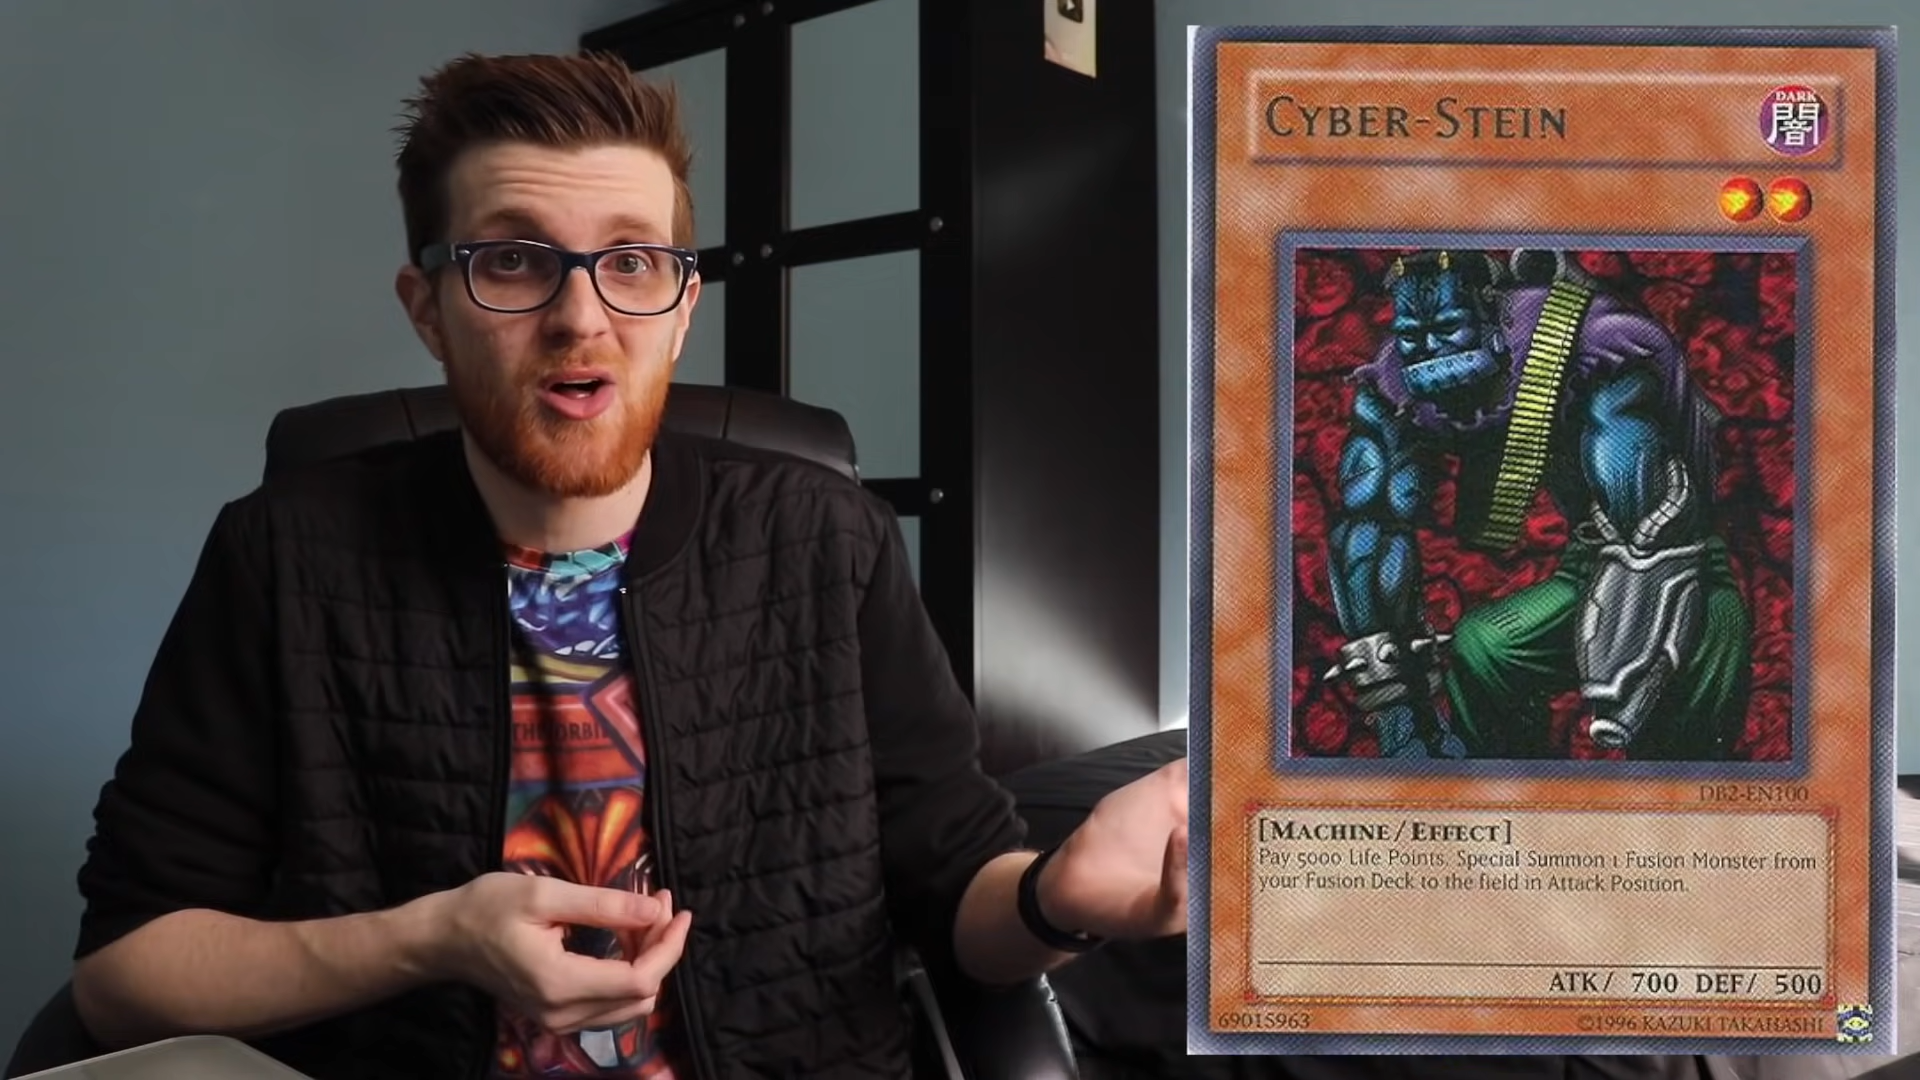 CYBER-STEIN
DARK
闇
DB2-EN100
[MACHINE/EFFECT]
Pay 5000 Life Points. Special Summon 1 Fusion Monster from
your Fusion Deck to the field in Attack Position.
ATK/ 700 DEF/ 500
69015963
©1996 KAZUKI TAKAHASHI